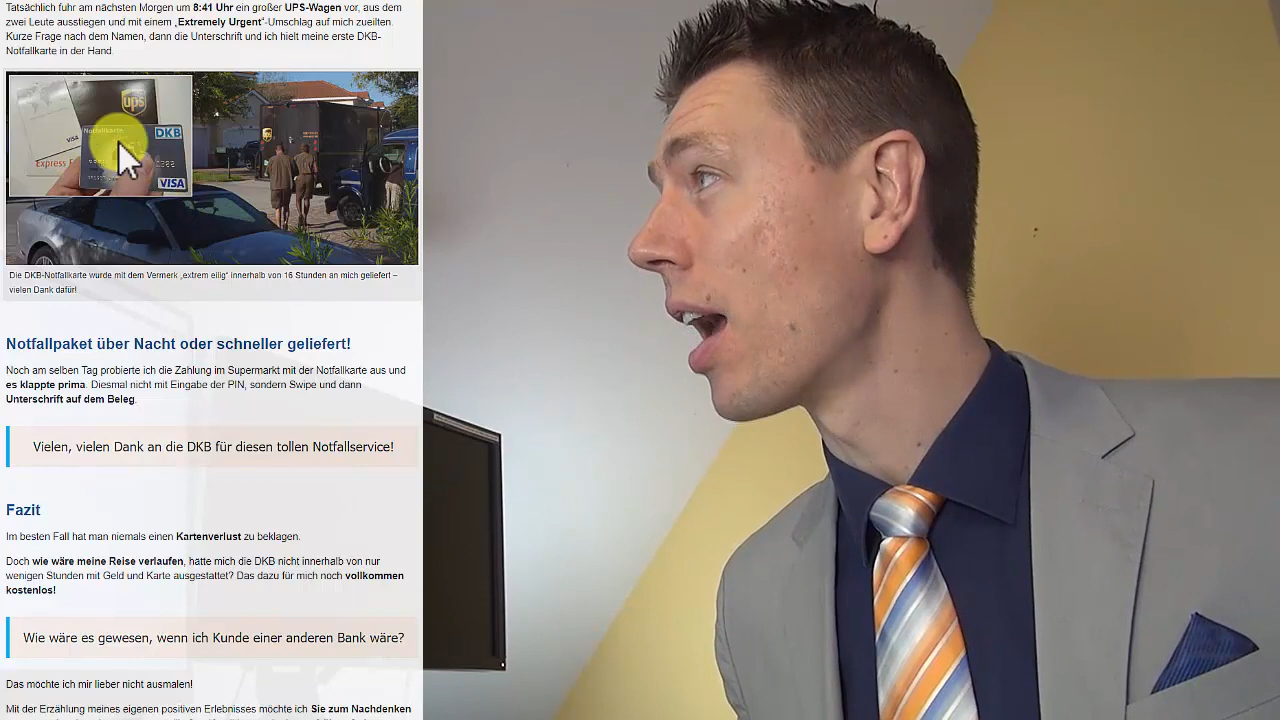 Tatsächlich fuhr am nächsten Morgen um 8:41 Uhr ein großer UPS-Wagen vor, aus dem
zwei Leute ausstiegen und mit einem „Extremely Urgent“-Umschlag auf mich zueilten.
Kurze Frage nach dem Namen, dann die Unterschrift und ich hielt meine erste DKB-
Notfallkarte in der Hand.
ups
VISA
Notfallkarte
DKB
Express
VISA
Die DKB-Notfallkarte wurde mit dem Vermerk „extrem eilig“ innerhalb von 16 Stunden an mich geliefert –
vielen Dank dafür!
Notfallpaket über Nacht oder schneller geliefert!
Noch am selben Tag probierte ich die Zahlung im Supermarkt mit der Notfallkarte aus und
es klappte prima. Diesmal nicht mit Eingabe der PIN, sondern Swipe und dann
Unterschrift auf dem Beleg.
Vielen, vielen Dank an die DKB für diesen tollen Notfallservice!
Fazit
Im besten Fall hat man niemals einen Kartenverlust zu beklagen.
Doch wie wäre meine Reise verlaufen, hätte mich die DKB nicht innerhalb von nur
wenigen Stunden mit Geld und Karte ausgestattet? Das dazu für mich noch vollkommen
kostenlos!
Wie wäre es gewesen, wenn ich Kunde einer anderen Bank wäre?
Das möchte ich mir lieber nicht ausmalen!
Mit der Erzählung meines eigenen positiven Erlebnisses möchte ich Sie zum Nachdenken